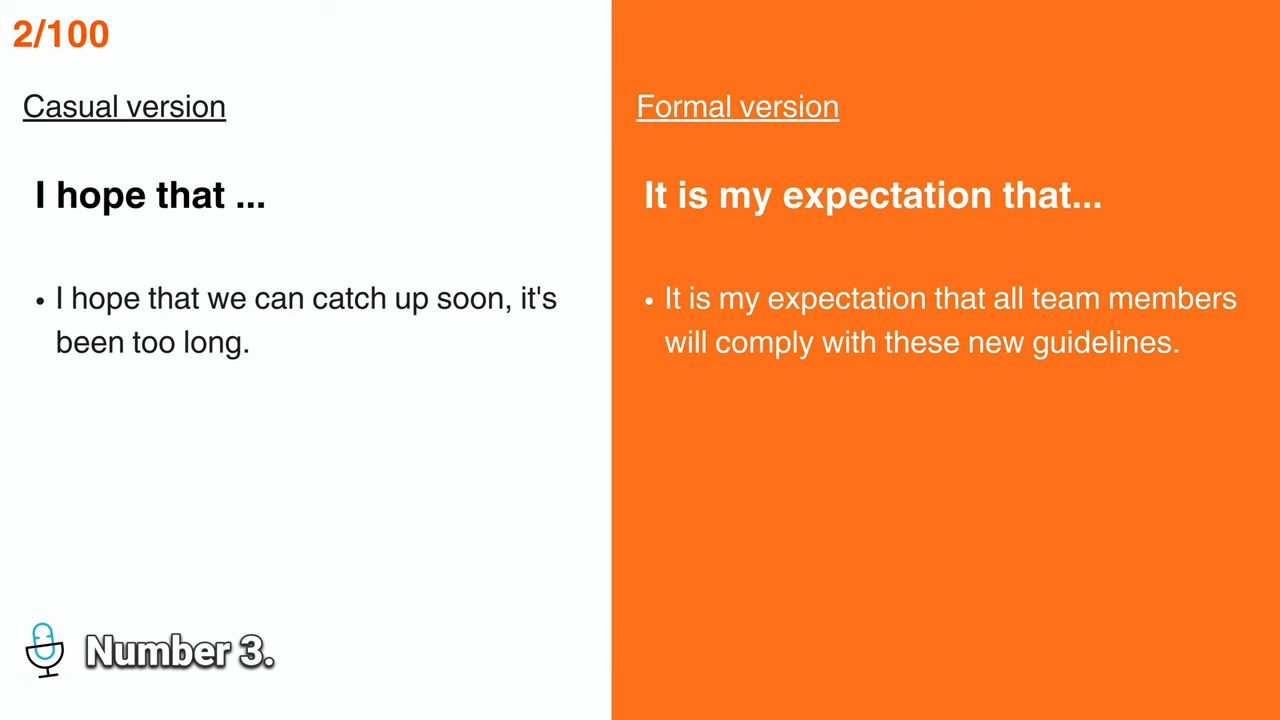 2/100
Casual version
I hope that ...
• I hope that we can catch up soon, it's
been too long.
Formal version
It is my expectation that...
• It is my expectation that all team members
will comply with these new guidelines.
Number 3.